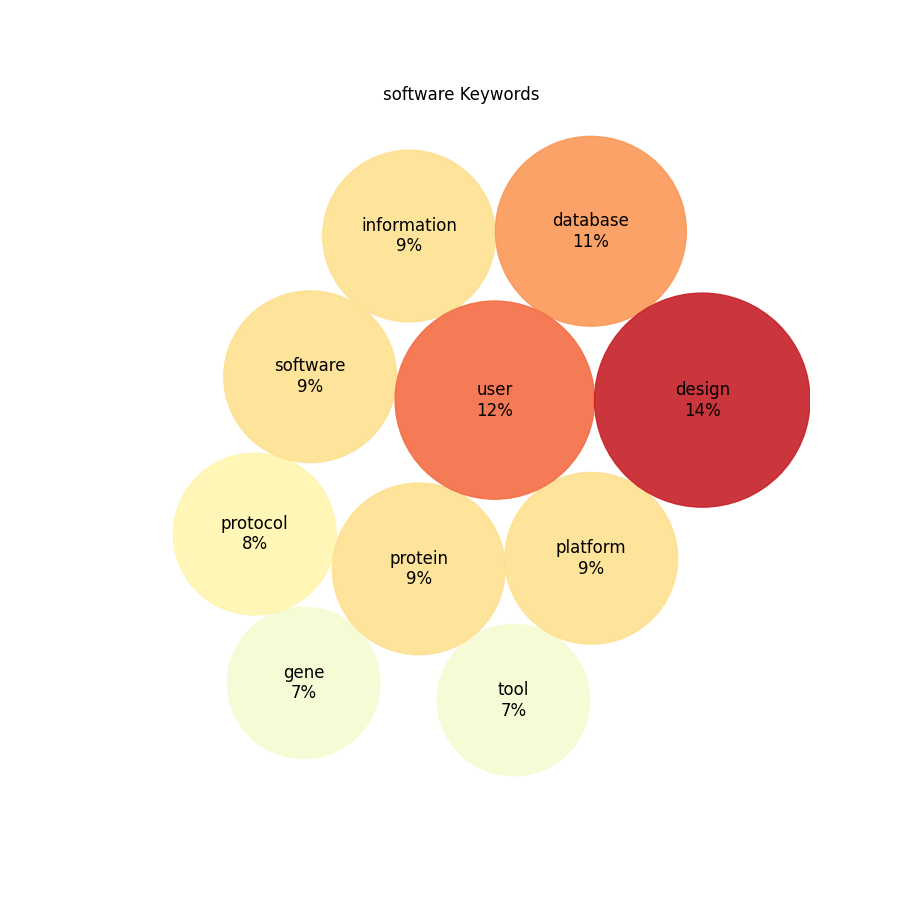 software Keywords
information
9%
database
11%
software
9%
user
12%
design
14%
protocol
8%
protein
9%
platform
9%
gene
7%
tool
7%